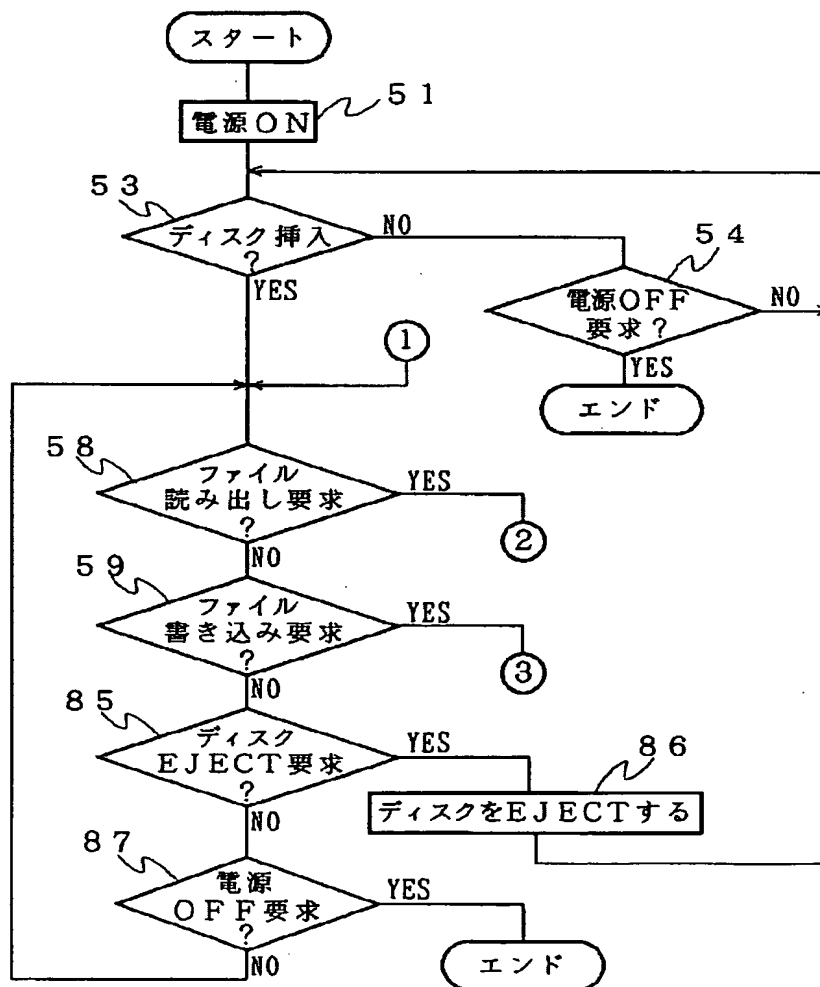 スタート
51
電源ON
53
ディスク挿入
?
NO
YES
54
電源OFF
要求?
NO
YES
エンド
①
58
ファイル
読み出し要求
?
YES
②
NO
59
ファイル
書き込み要求
?
YES
③
NO
85
ディスク
EJECT要求
?
YES
86
ディスクをEJECTする
NO
87
電源
OFF要求
?
YES
エンド
NO